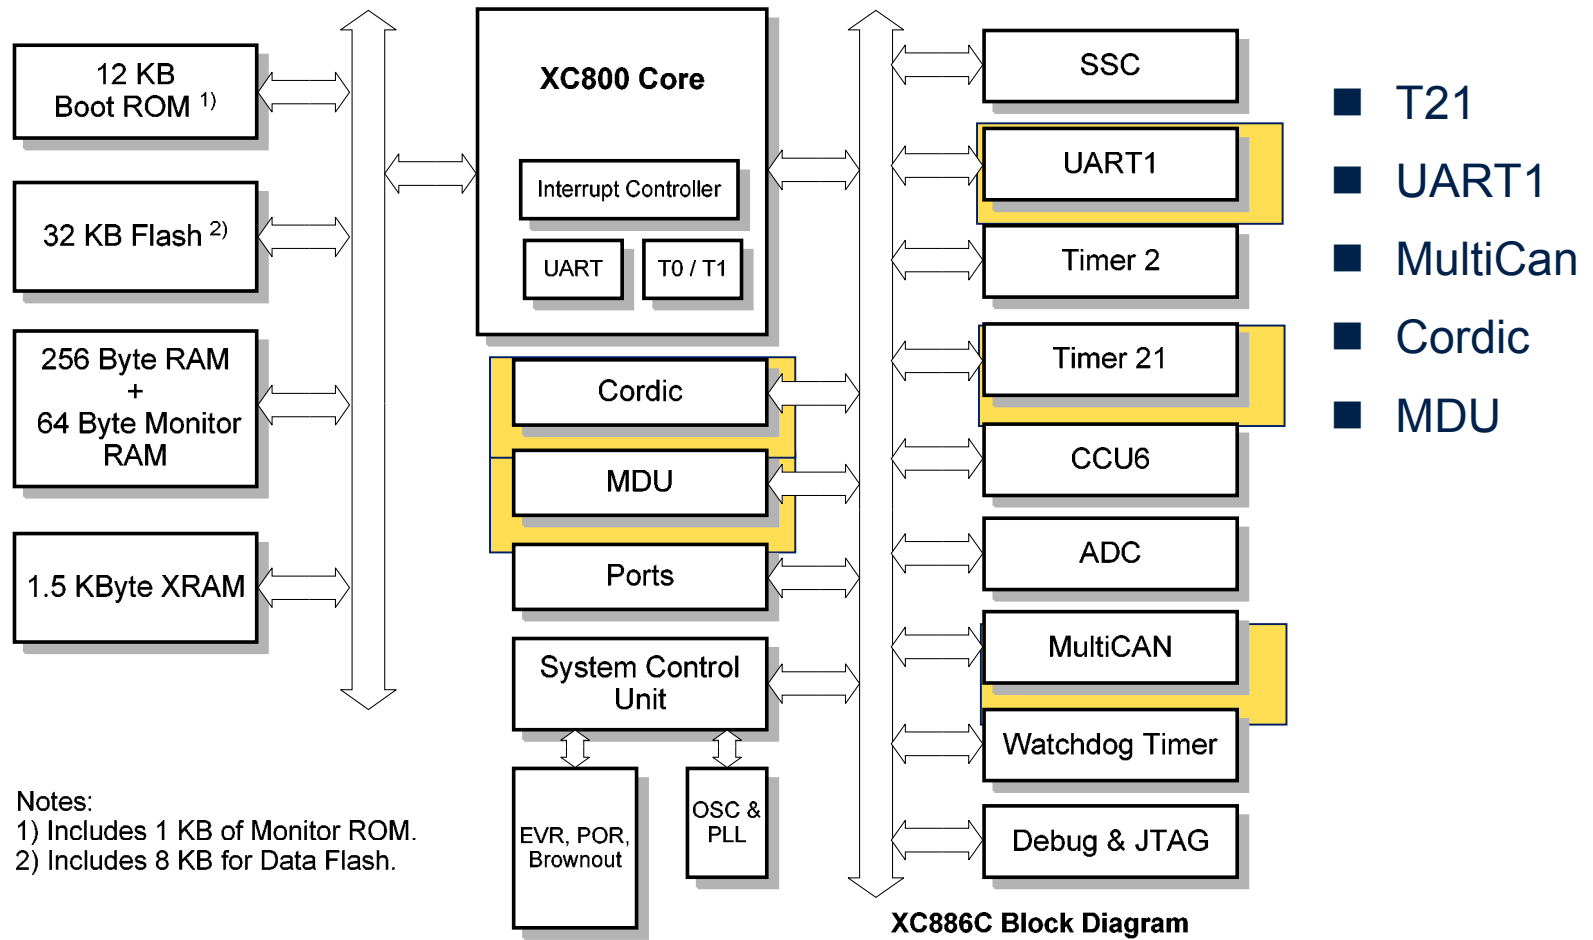 12 KB
Boot ROM 1)
32 KB Flash 2)
256 Byte RAM
+
64 Byte Monitor
RAM
1.5 KByte XRAM
XC800 Core
Interrupt Controller
UART
T0 / T1
Cordic
MDU
Ports
System Control
Unit
EVR, POR,
Brownout
OSC &
PLL
SSC
UART1
Timer 2
Timer 21
CCU6
ADC
MultiCAN
Watchdog Timer
Debug & JTAG
■ T21
■ UART1
■ MultiCan
■ Cordic
■ MDU
Notes:
1) Includes 1 KB of Monitor ROM.
2) Includes 8 KB for Data Flash.
XC886C Block Diagram